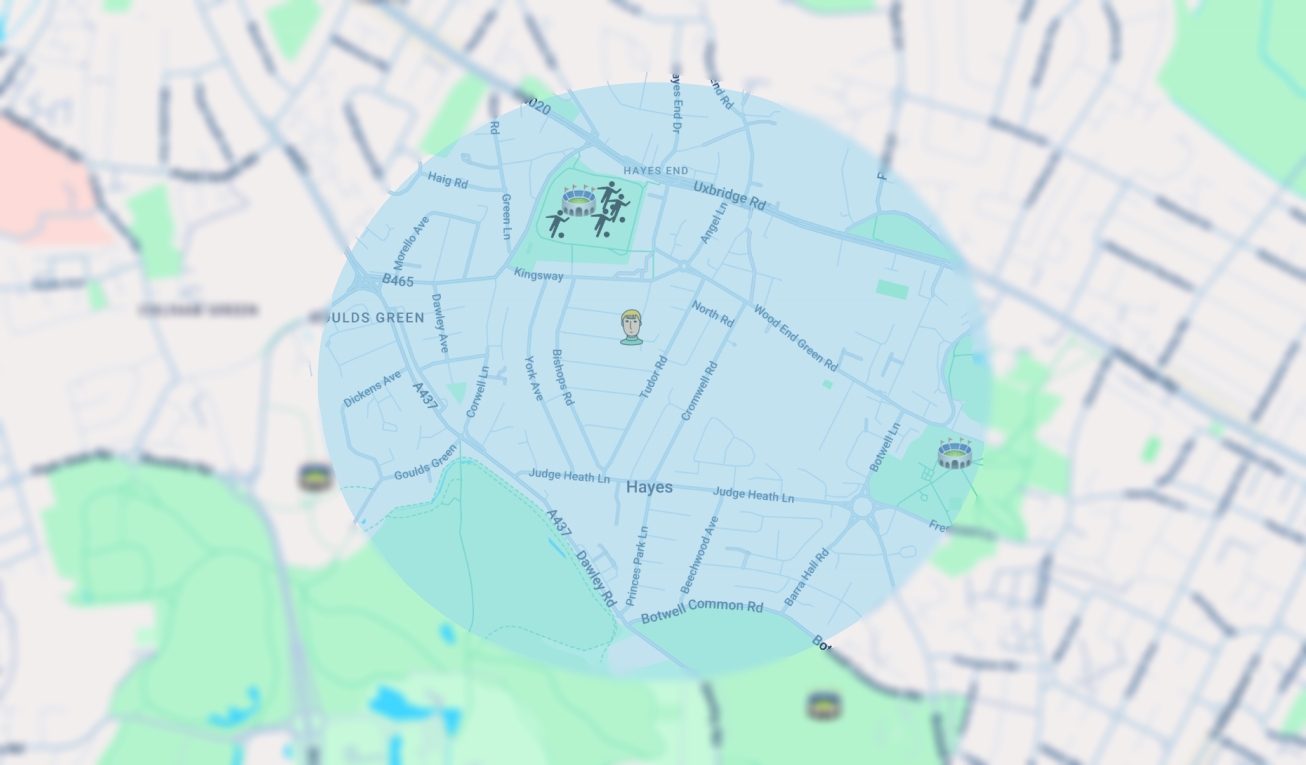 020
ayes End Dr
end Rd
Rd
HAYES END
Haig Rd
Uxbridge Rd
Green Ln
Angel Ln
Morello Ave
Kingsway
B465
Dawley Ave
North Rd
Wood End Green Rd
OULDS GREEN
York Ave
Bishops Rd
Tudor Rd
Cromwell Rd
Corwell Ln
Dickens Ave
A437
Botwell Ln
Goulds Green
Judge Heath Ln
Hayes
Judge Heath Ln
A437
Dawley Rd
Princes Park Ln
Beechwood Ave
Barra Hall Rd
Botwell Common Rd